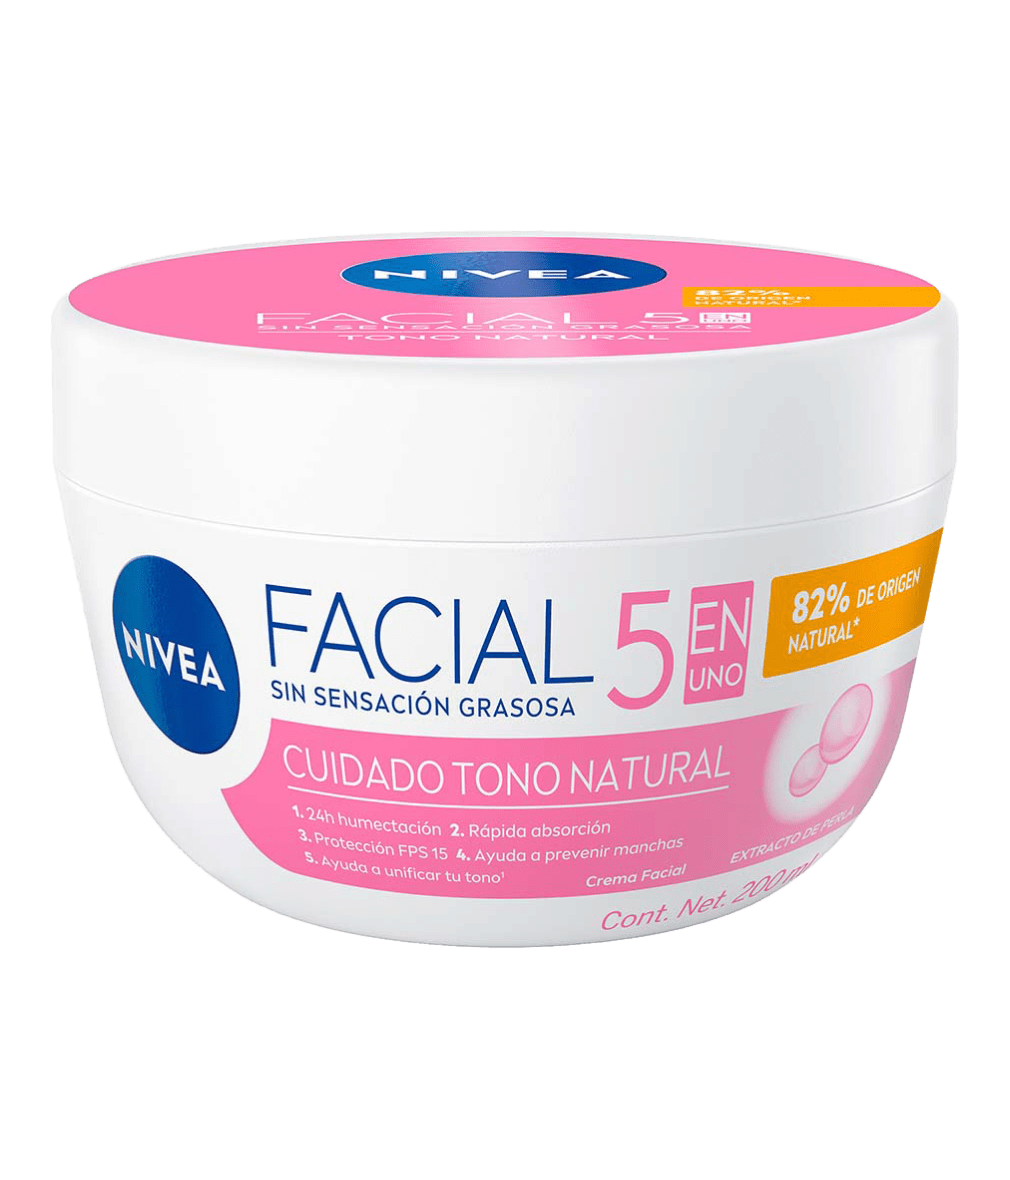 NIVEA
82%
DE ORIGEN
NATURAL*
FACIAL 5 EN UNO
SIN SENSACIÓN GRASOSA
TONO NATURAL
NIVEA
FACIAL 5 EN UNO
SIN SENSACIÓN GRASOSA
82% DE ORIGEN
NATURAL*
CUIDADO TONO NATURAL
1. 24h humectación 2. Rápida absorción
3. Protección FPS 15 4. Ayuda a prevenir manchas
5. Ayuda a unificar tu tono¹
Crema Facial
EXTRACTO DE PERLA
Cont. Net. 200 ml